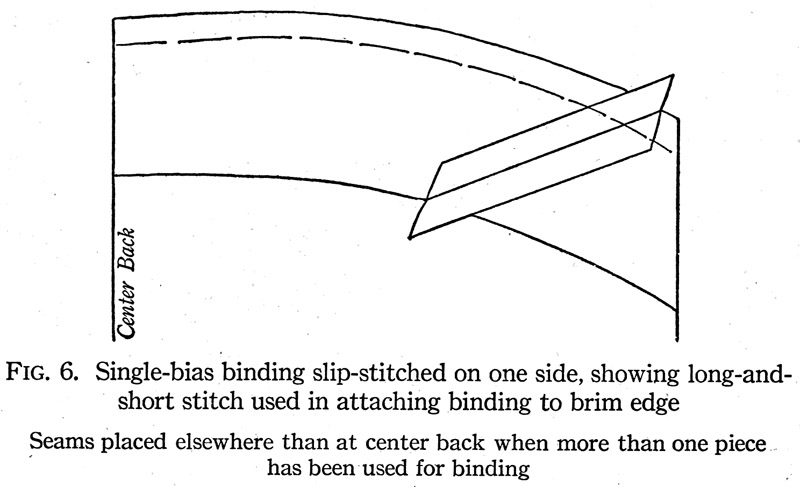 Center Back
FIG. 6. Single-bias binding slip-stitched on one side, showing long-and-
short stitch used in attaching binding to brim edge
Seams placed elsewhere than at center back when more than one piece
has been used for binding